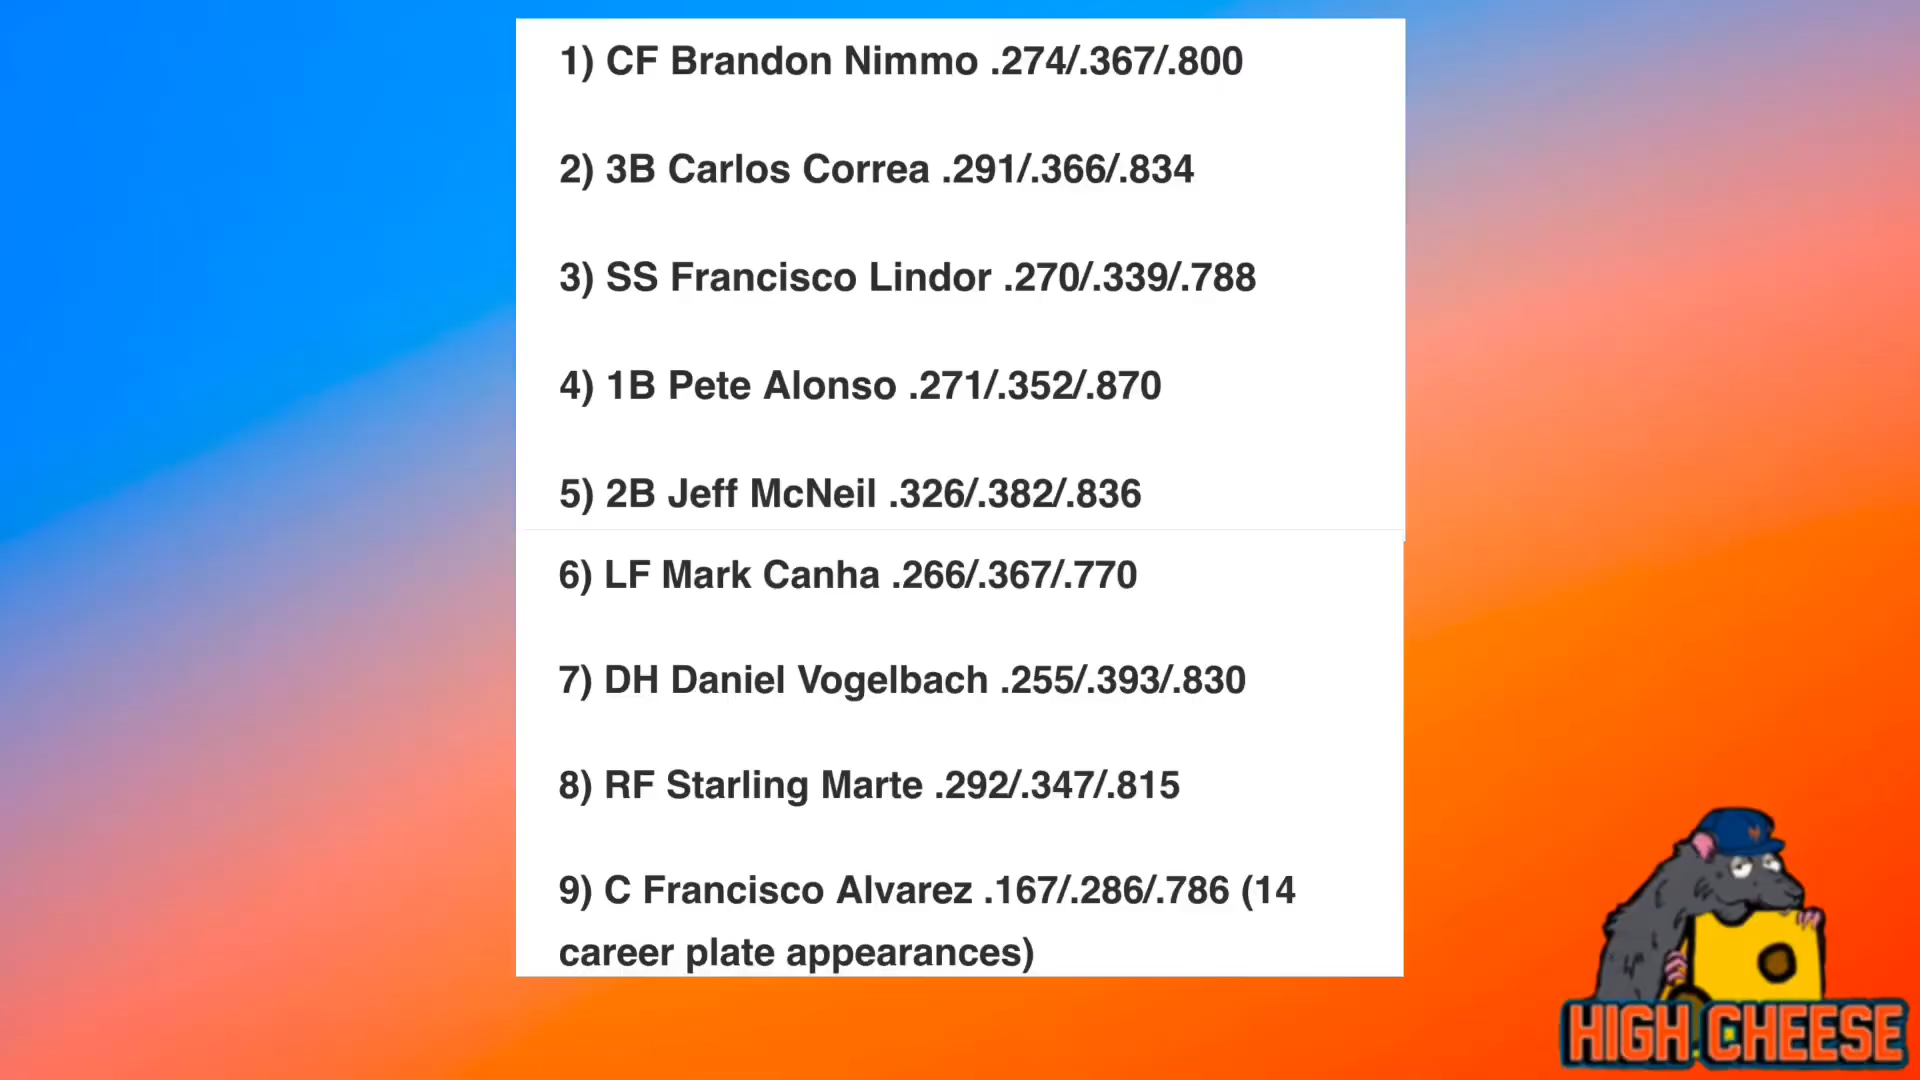 1) CF Brandon Nimmo .274/.367/.800
2) 3B Carlos Correa .291/.366/.834
3) SS Francisco Lindor .270/.339/.788
4) 1B Pete Alonso .271/.352/.870
5) 2B Jeff McNeil .326/.382/.836
6) LF Mark Canha .266/.367/.770
7) DH Daniel Vogelbach .255/.393/.830
8) RF Starling Marte .292/.347/.815
9) C Francisco Alvarez .167/.286/.786 (14
career plate appearances)
HIGH CHEESE